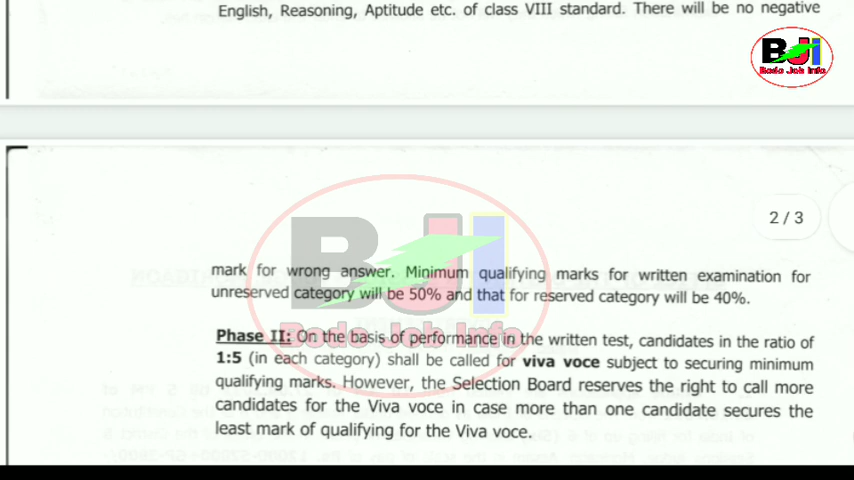 English, Reasoning, Aptitude etc. of class VIII standard. There will be no negative
BJI
Bodo Job Info
2 / 3
mark for wrong answer. Minimum qualifying marks for written examination for
unreserved category will be 50% and that for reserved category will be 40%.
BJI
Bodo Job Info
Phase II: On the basis of performance in the written test, candidates in the ratio of
1:5 (in each category) shall be called for viva voce subject to securing minimum
qualifying marks. However, the Selection Board reserves the right to call more
candidates for the Viva voce in case more than one candidate secures the
least mark of qualifying for the Viva voce.